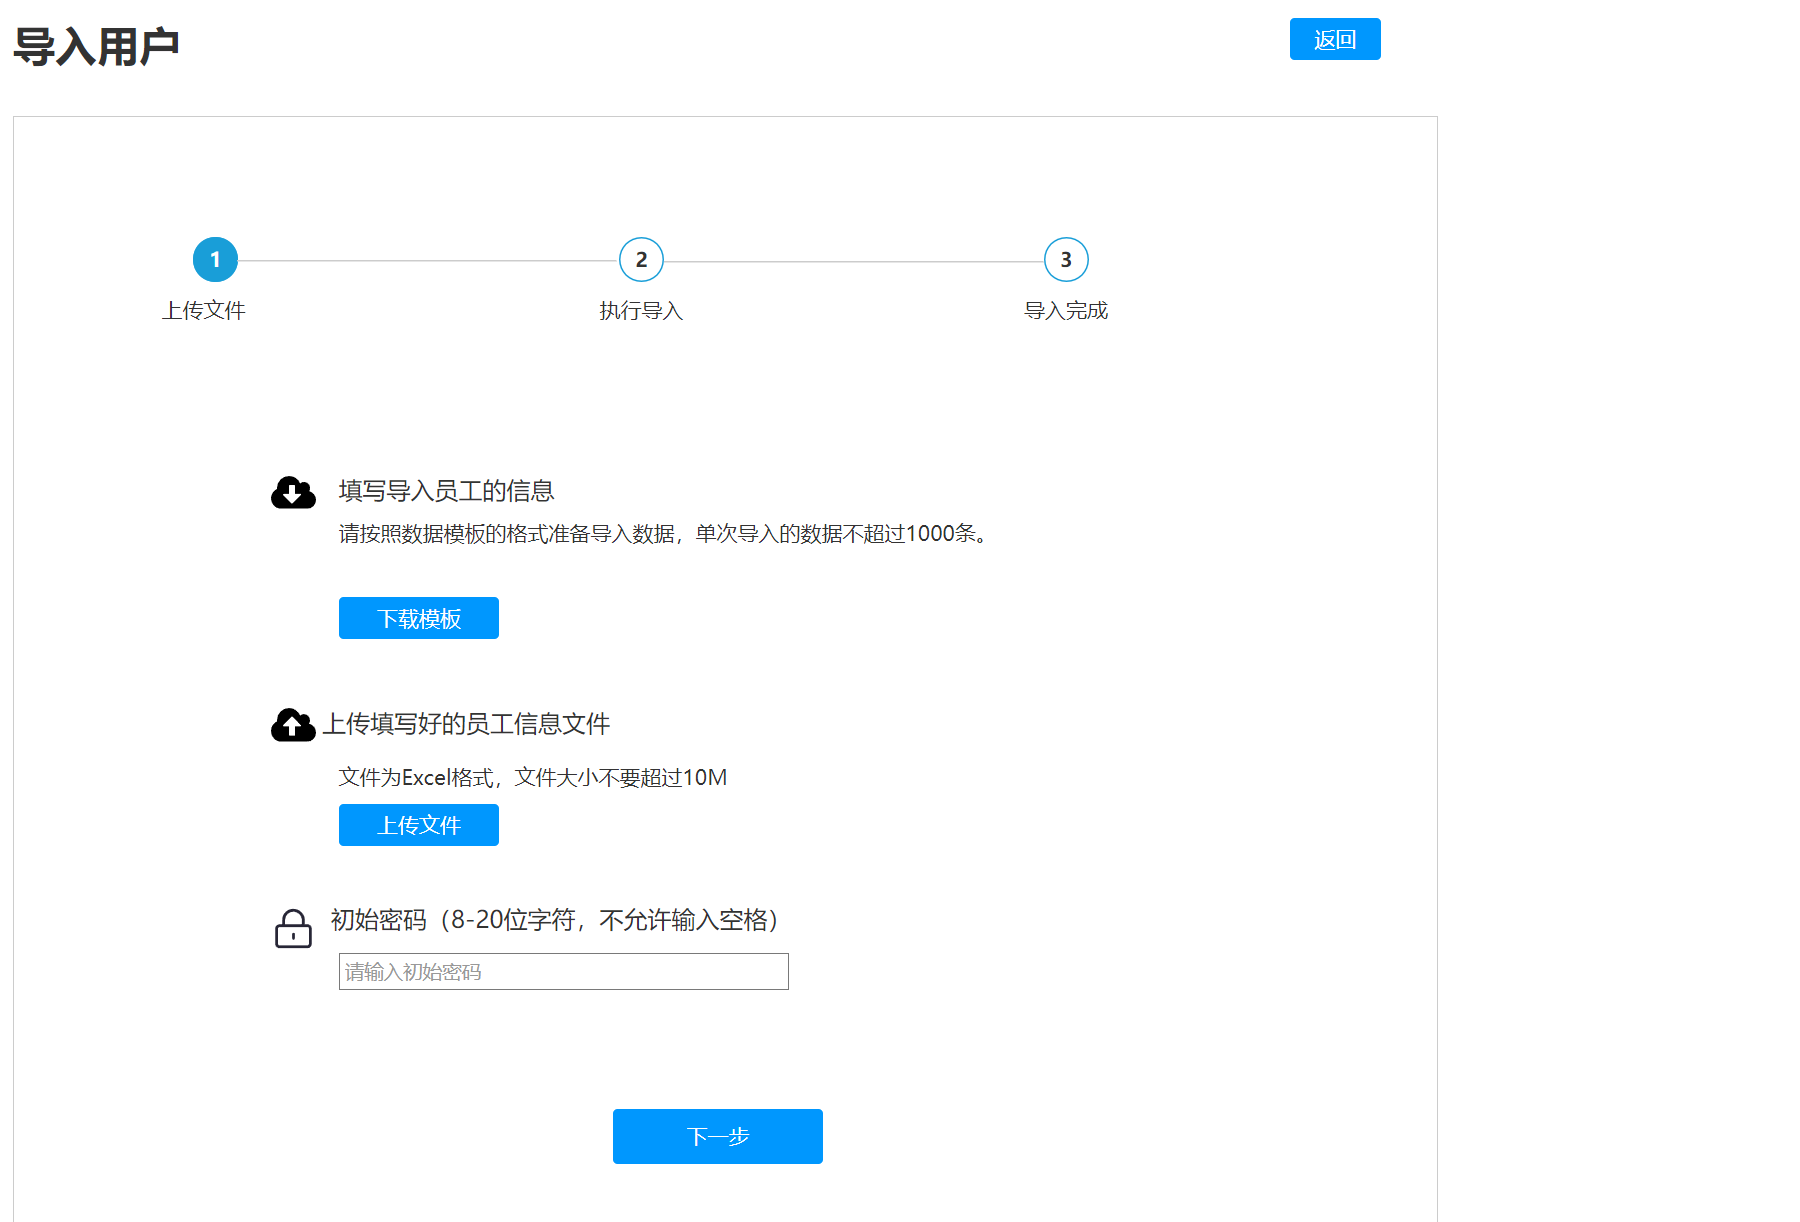 导入用户
返回
1
2
3
上传文件
执行导入
导入完成
填写导入员工的信息
请按照数据模板的格式准备导入数据，单次导入的数据不超过1000条。
下载模板
上传填写好的员工信息文件
文件为Excel格式，文件大小不要超过10M
上传文件
初始密码（8-20位字符，不允许输入空格）
请输入初始密码
下一步